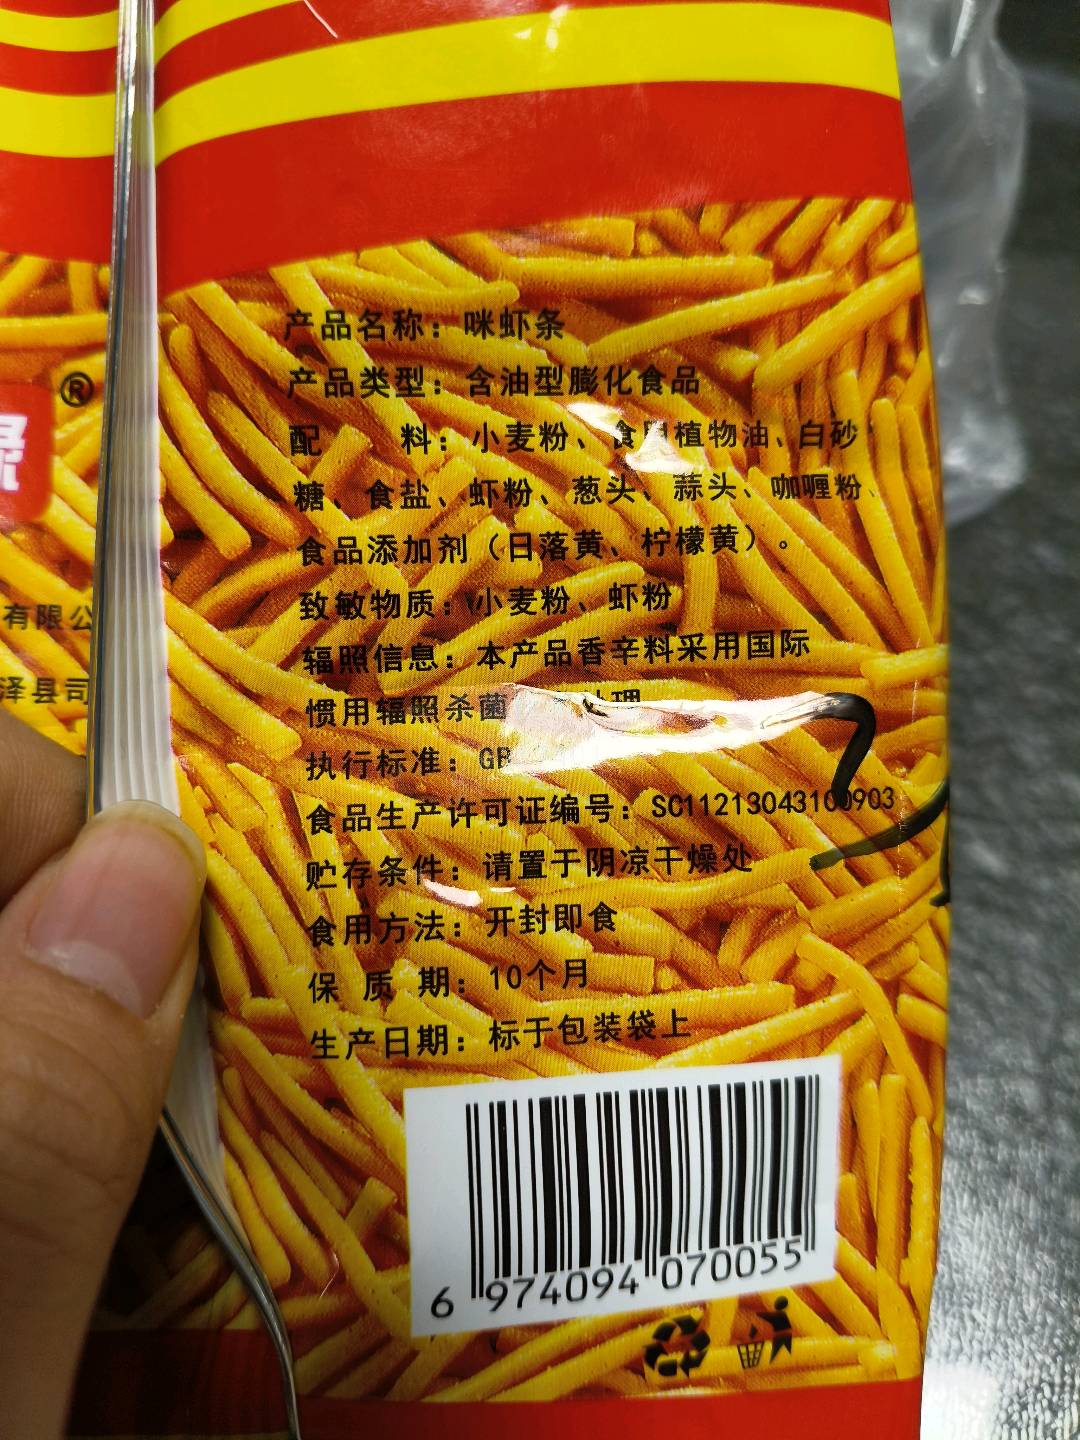 ®
有限公
泽县司
产品名称：咪虾条
产品类型：含油型膨化食品
配 料：小麦粉、食用植物油、白砂
糖、食盐、虾粉、葱头、蒜头、咖喱粉、
食品添加剂（日落黄、柠檬黄）。
致敏物质：小麦粉、虾粉
辐照信息：本产品香辛料采用国际
惯用辐照杀菌 处理
执行标准：GB
食品生产许可证编号：SC11213043100903
贮存条件：请置于阴凉干燥处
食用方法：开封即食
保 质 期：10个月
生产日期：标于包装袋上
6 974094 070055